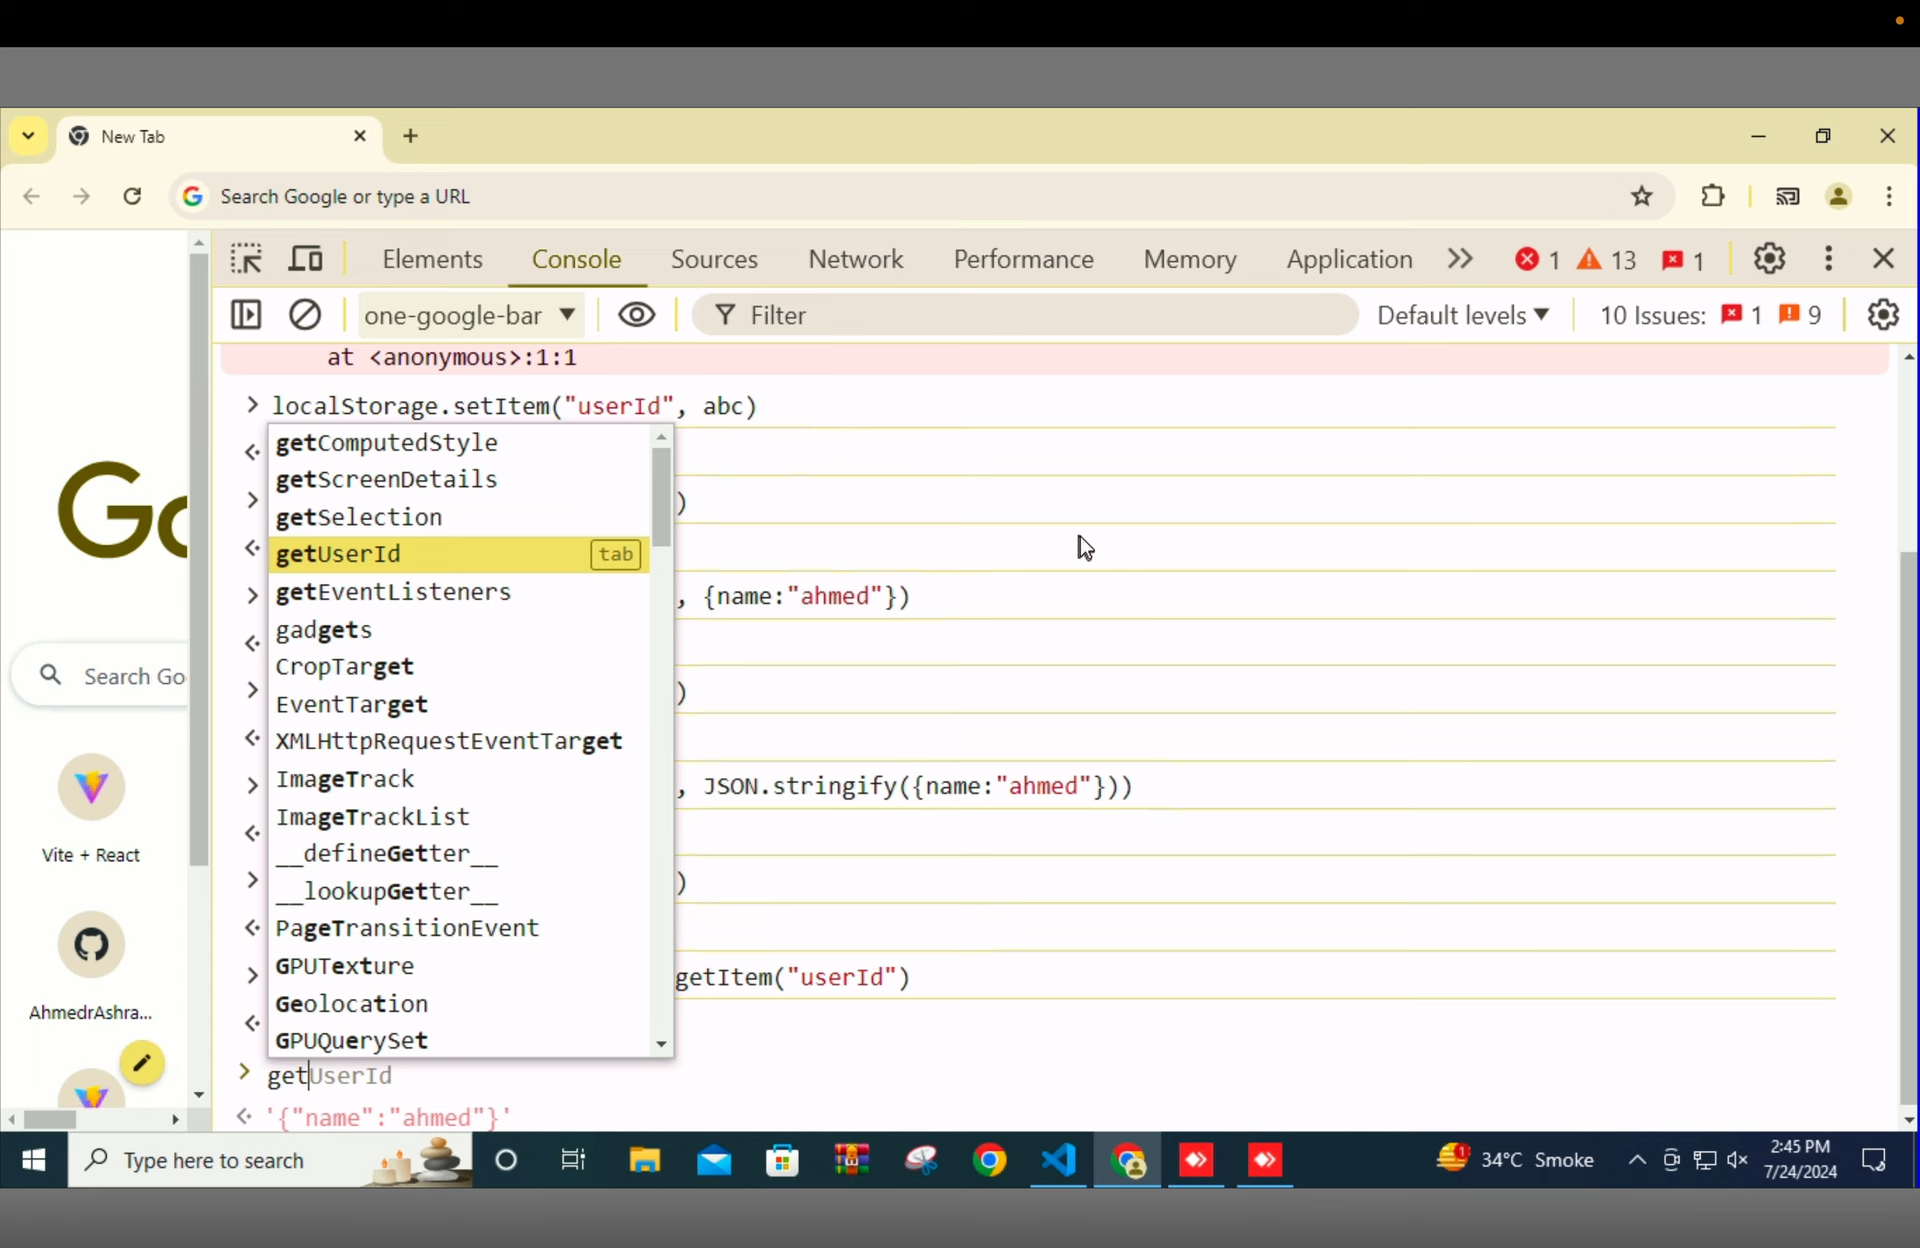 New Tab
Search Google or type a URL
Elements
Console
Sources
Network
Performance
Memory
Application
1
13
1
one-google-bar
Filter
Default levels
10 Issues: 1 9
at <anonymous>:1:1
localStorage.setItem("userId", abc)
getComputedStyle
getScreenDetails
getSelection
)
getUserId
tab
getEventListeners
, {name:"ahmed"})
gadgets
CropTarget
EventTarget
)
XMLHttpRequestEventTarget
ImageTrack
, JSON.stringify({name:"ahmed"}))
ImageTrackList
__defineGetter__
__lookupGetter__
)
PageTransitionEvent
GPUTexture
getItem("userId")
Geolocation
GPUQuerySet
getUserId
'{"name":"ahmed"}'
Go
Search Go
Vite + React
AhmedrAshra...
Type here to search
1
34°C Smoke
2:45 PM
7/24/2024